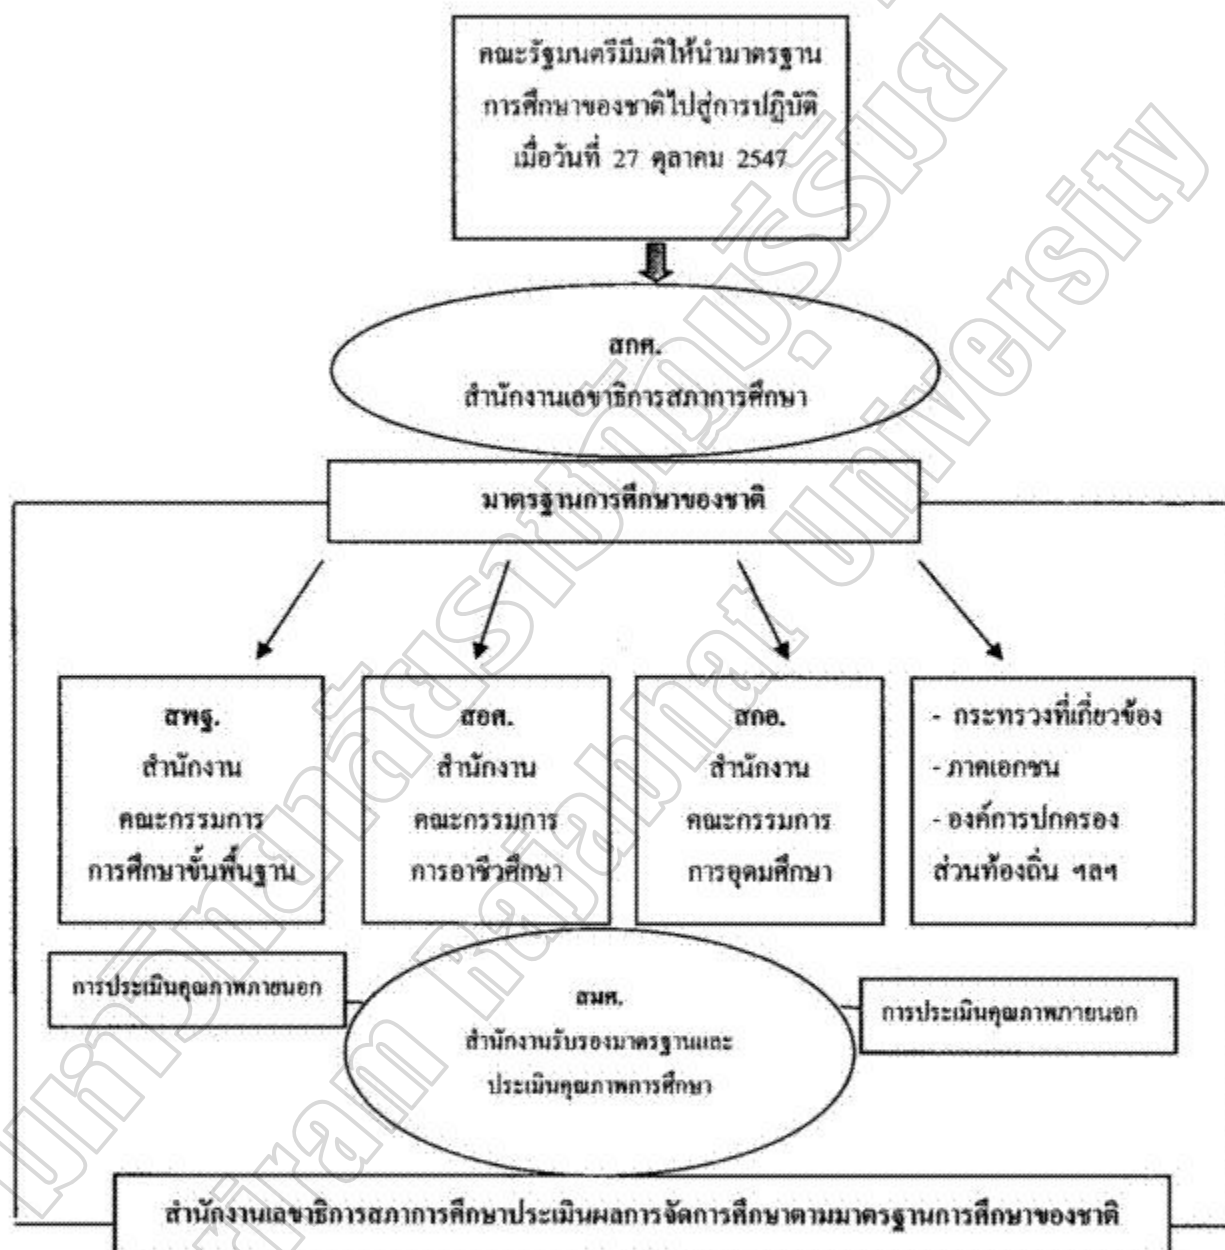 คณะรัฐมนตรีมีมติให้นำมาตรฐาน
การศึกษาของชาติไปสู่การปฏิบัติ
เมื่อวันที่ 27 ตุลาคม 2547
สกศ.
สำนักงานเลขาธิการสภาการศึกษา
มาตรฐานการศึกษาของชาติ
สพฐ.
สำนักงาน
คณะกรรมการ
การศึกษาขั้นพื้นฐาน
สอศ.
สำนักงาน
คณะกรรมการ
การอาชีวศึกษา
สกอ.
สำนักงาน
คณะกรรมการ
การอุดมศึกษา
- กระทรวงที่เกี่ยวข้อง
- ภาคเอกชน
- องค์การปกครอง
ส่วนท้องถิ่น ฯลฯ
การประเมินคุณภาพภายนอก
สมศ.
สำนักงานรับรองมาตรฐานและ
ประเมินคุณภาพการศึกษา
การประเมินคุณภาพภายนอก
สำนักงานเลขาธิการสภาการศึกษาประเมินผลการจัดการศึกษาตามมาตรฐานการศึกษาของชาติ
มหาวิทยาลัยราชภัฏบุรีรัมย์
Rajabhat University